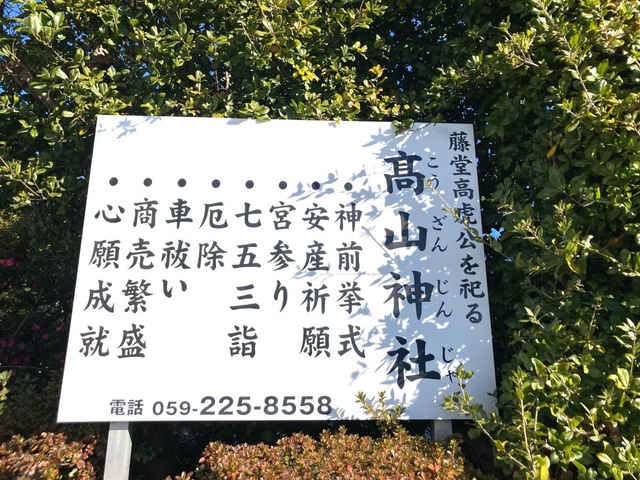 藤堂高虎公を祀る
こうざんじんじゃ
髙山神社
・神前挙式
・安産祈願
・宮参り
・七五三詣
・厄除
・車祓い
・商売繁盛
・心願成就
電話 059-225-8558